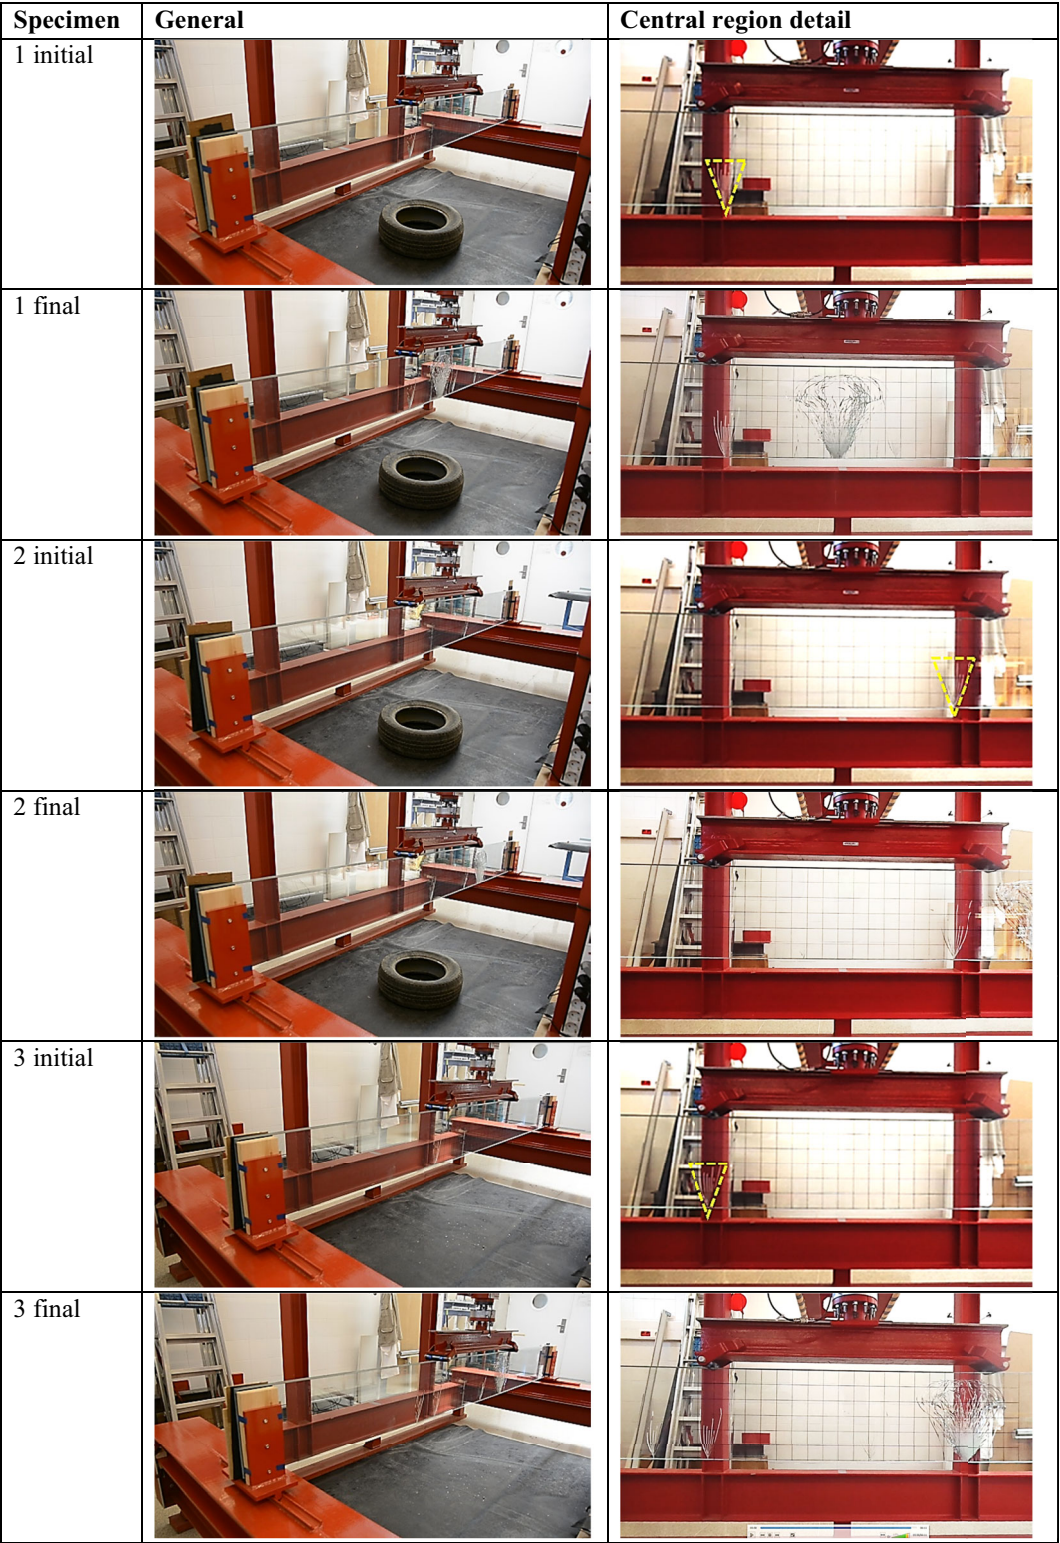 Specimen General Central region detail
1 initial
1 final
2 initial
2 final
3 initial
3 final